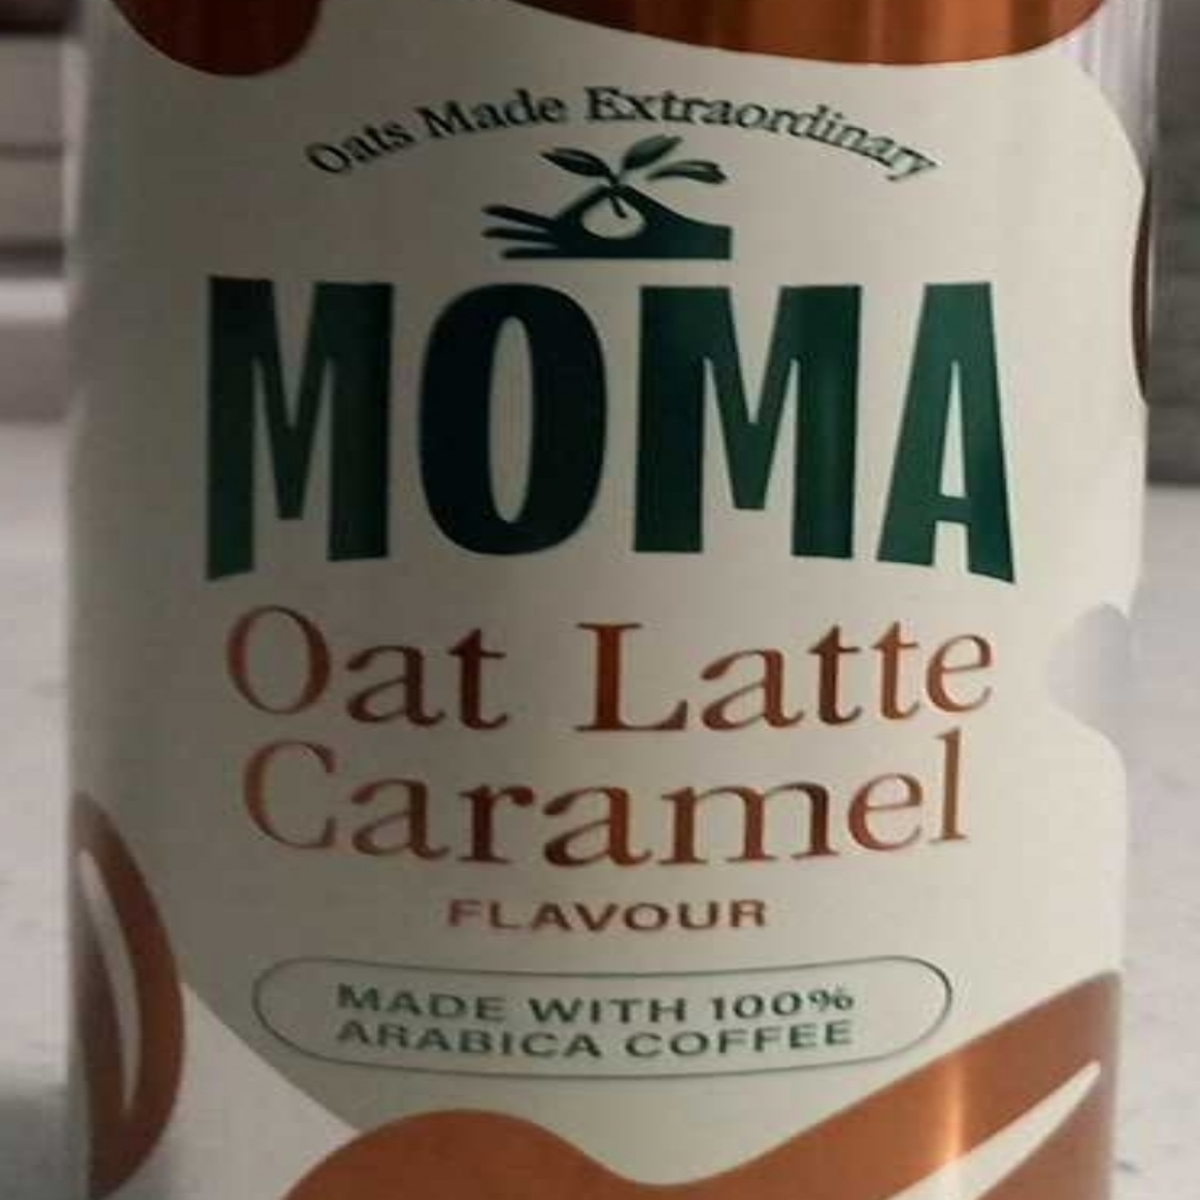 Oats Made Extraordinary
MOMA
Oat Latte
Caramel
FLAVOUR
MADE WITH 100%
ARABICA COFFEE